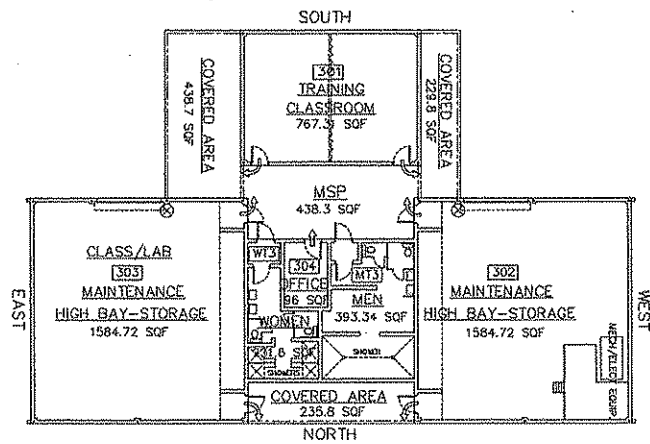 SOUTH
COVERED AREA
438.7 SQF
301
TRAINING
CLASSROOM
767.3 SQF
COVERED AREA
229.8 SQF
MSP
438.3 SQF
EAST
CLASS/LAB
303
MAINTENANCE
HIGH BAY-STORAGE
1584.72 SQF
WT3
304
OFFICE
96 SQF
MT3
MEN
393.34 SQF
WOMEN
SQF
SHOWERS
SHOWER
302
MAINTENANCE
HIGH BAY-STORAGE
1584.72 SQF
MECH/ELECT EQUIP
WEST
COVERED AREA
235.8 SQF
NORTH